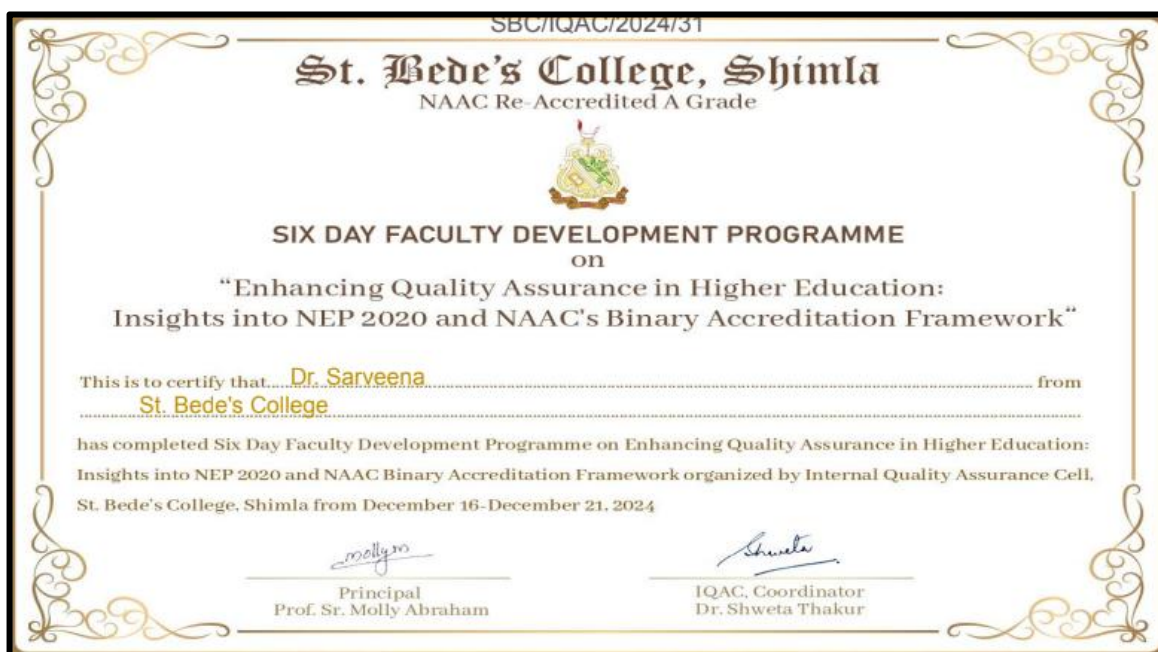 SBC/IQAC/2024/31
St. Bede's College, Shimla
NAAC Re-Accredited A Grade
SIX DAY FACULTY DEVELOPMENT PROGRAMME
on
“Enhancing Quality Assurance in Higher Education:
Insights into NEP 2020 and NAAC's Binary Accreditation Framework“
This is to certify that Dr. Sarveena from
St. Bede's College
has completed Six Day Faculty Development Programme on Enhancing Quality Assurance in Higher Education:
Insights into NEP 2020 and NAAC Binary Accreditation Framework organized by Internal Quality Assurance Cell,
St. Bede's College, Shimla from December 16-December 21, 2024
mollym Shweta
Principal IQAC, Coordinator
Prof. Sr. Molly Abraham Dr. Shweta Thakur